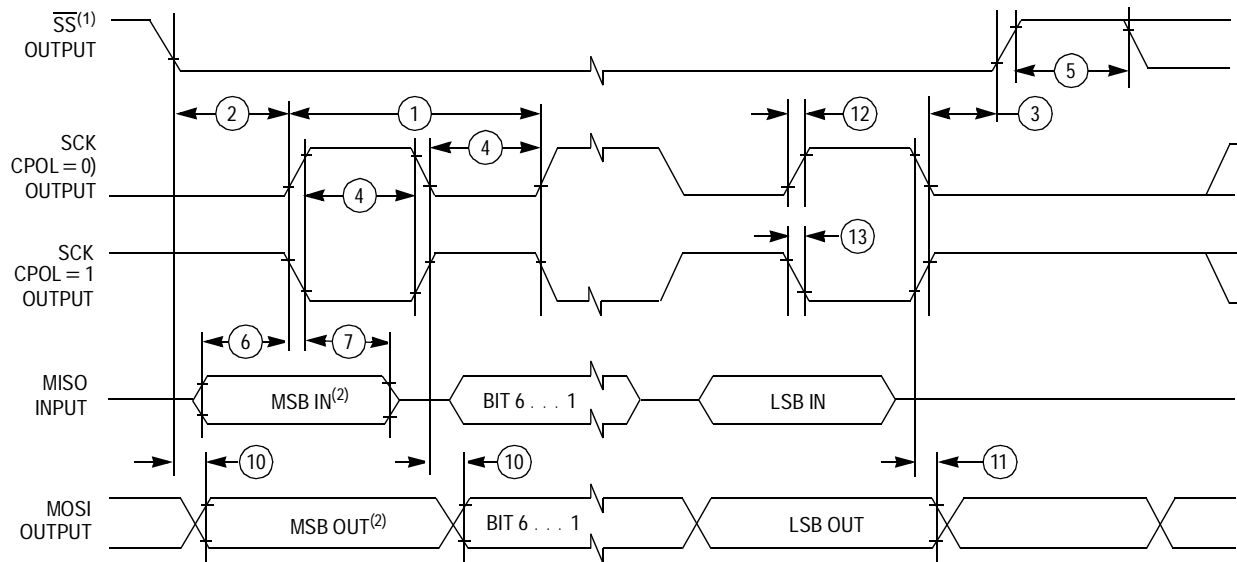 SS(1)
OUTPUT
5
2
1
12
3
SCK
CPOL = 0)
OUTPUT
4
4
SCK
CPOL = 1
OUTPUT
13
6
7
MISO
INPUT
MSB IN(2)
BIT 6 . . . 1
LSB IN
10
10
11
MOSI
OUTPUT
MSB OUT(2)
BIT 6 . . . 1
LSB OUT